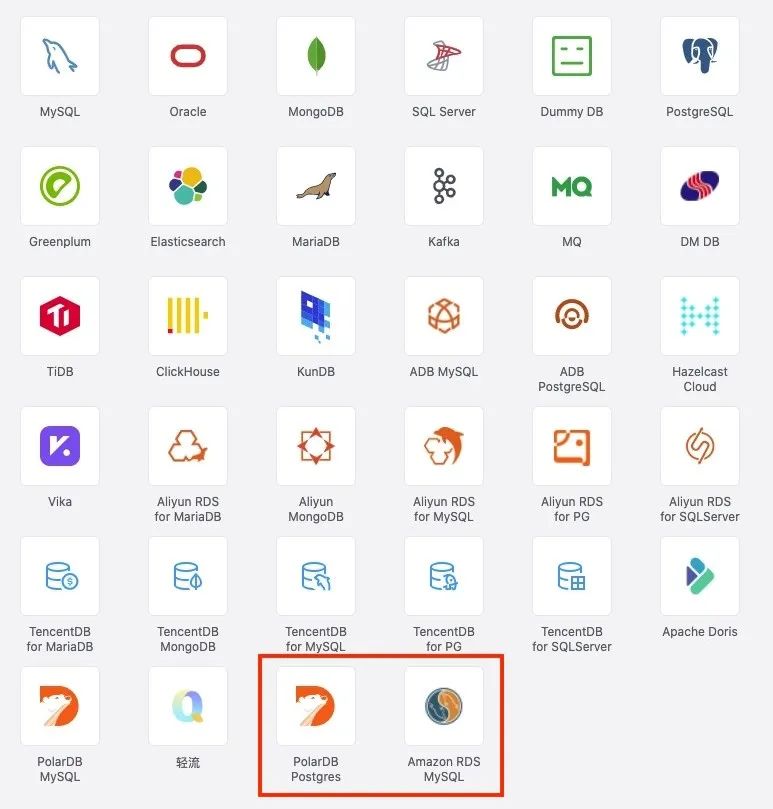 MySQL
Oracle
MongoDB
SQL Server
Dummy DB
PostgreSQL
Greenplum
Elasticsearch
MariaDB
Kafka
MQ
MQ
DM DB
Ti
TiDB
ClickHouse
KunDB
ADB MySQL
ADB
PostgreSQL
Hazelcast
Cloud
Vika
Aliyun RDS
for MariaDB
Aliyun
MongoDB
Aliyun RDS
for MySQL
Aliyun RDS
for PG
Aliyun RDS
for SQLServer
TencentDB
for MariaDB
TencentDB
MongoDB
TencentDB
for MySQL
TencentDB
for PG
TencentDB
for SQLServer
Apache Doris
PolarDB
MySQL
轻流
PolarDB
Postgres
Amazon RDS
MySQL